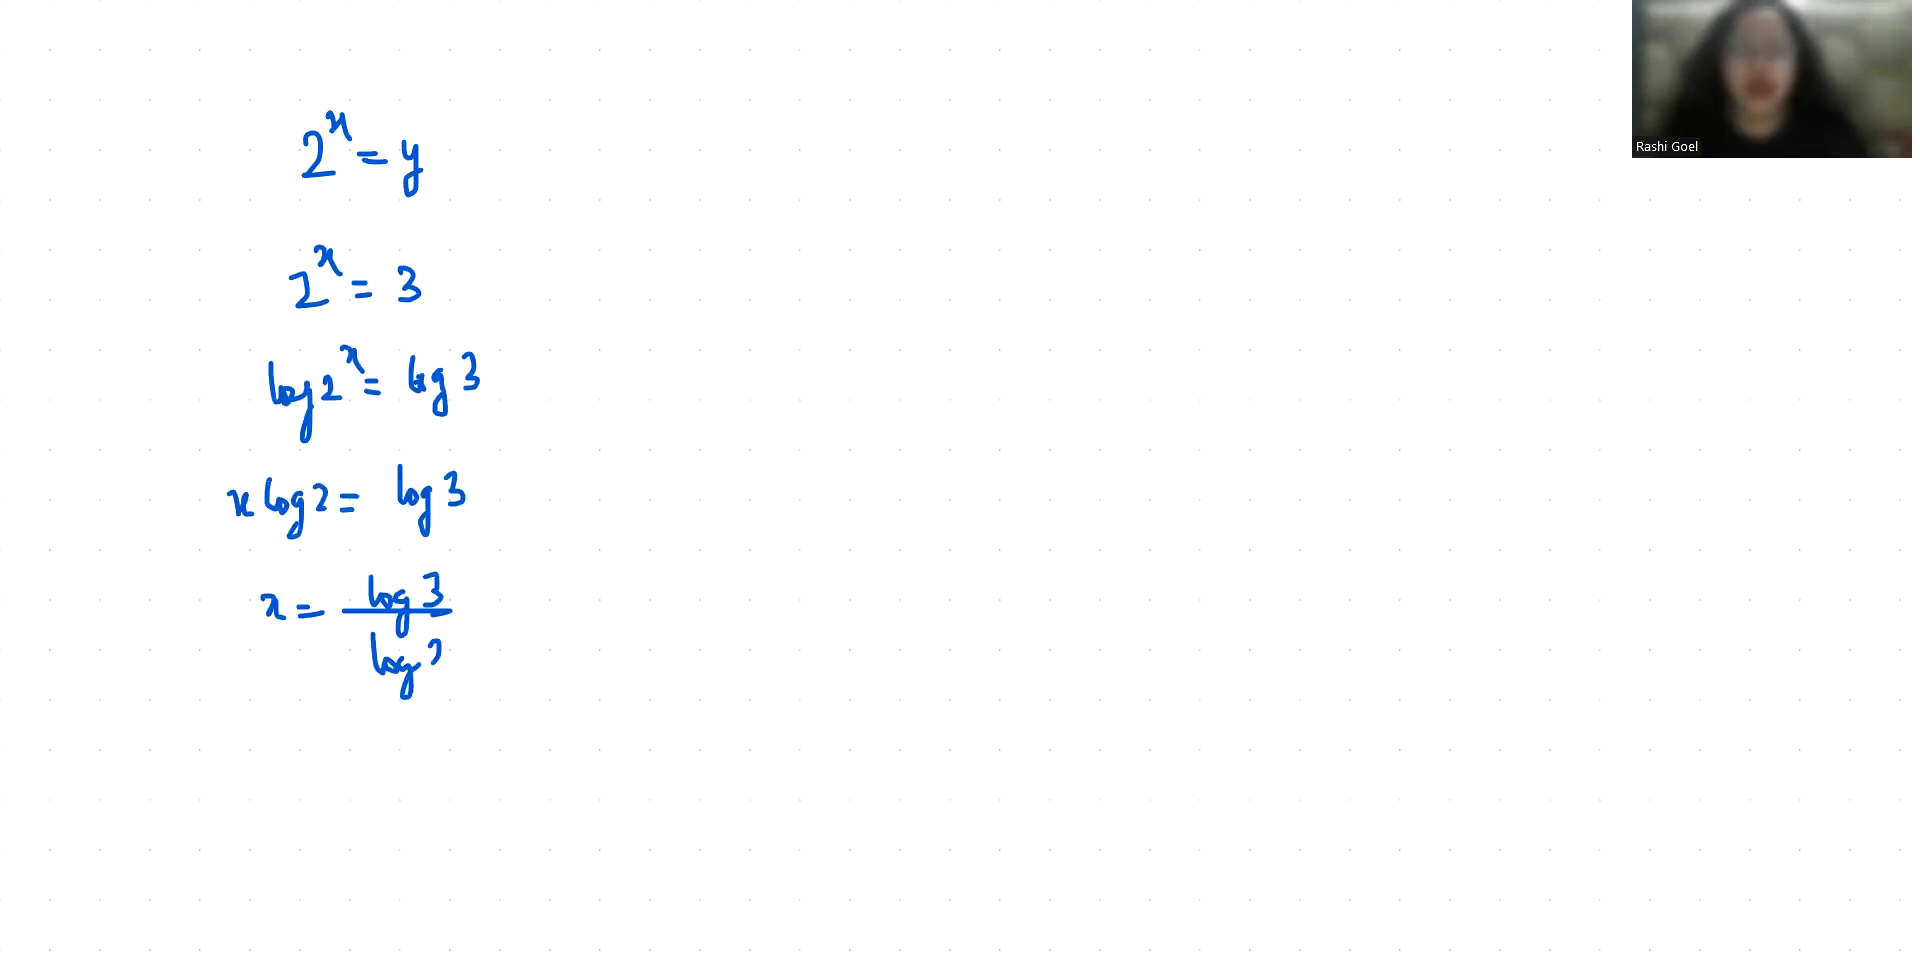 2^x = y
2^x = 3
log 2^x = log 3
x log 2 = log 3
x = log 3 / log 2
Rashi Goel